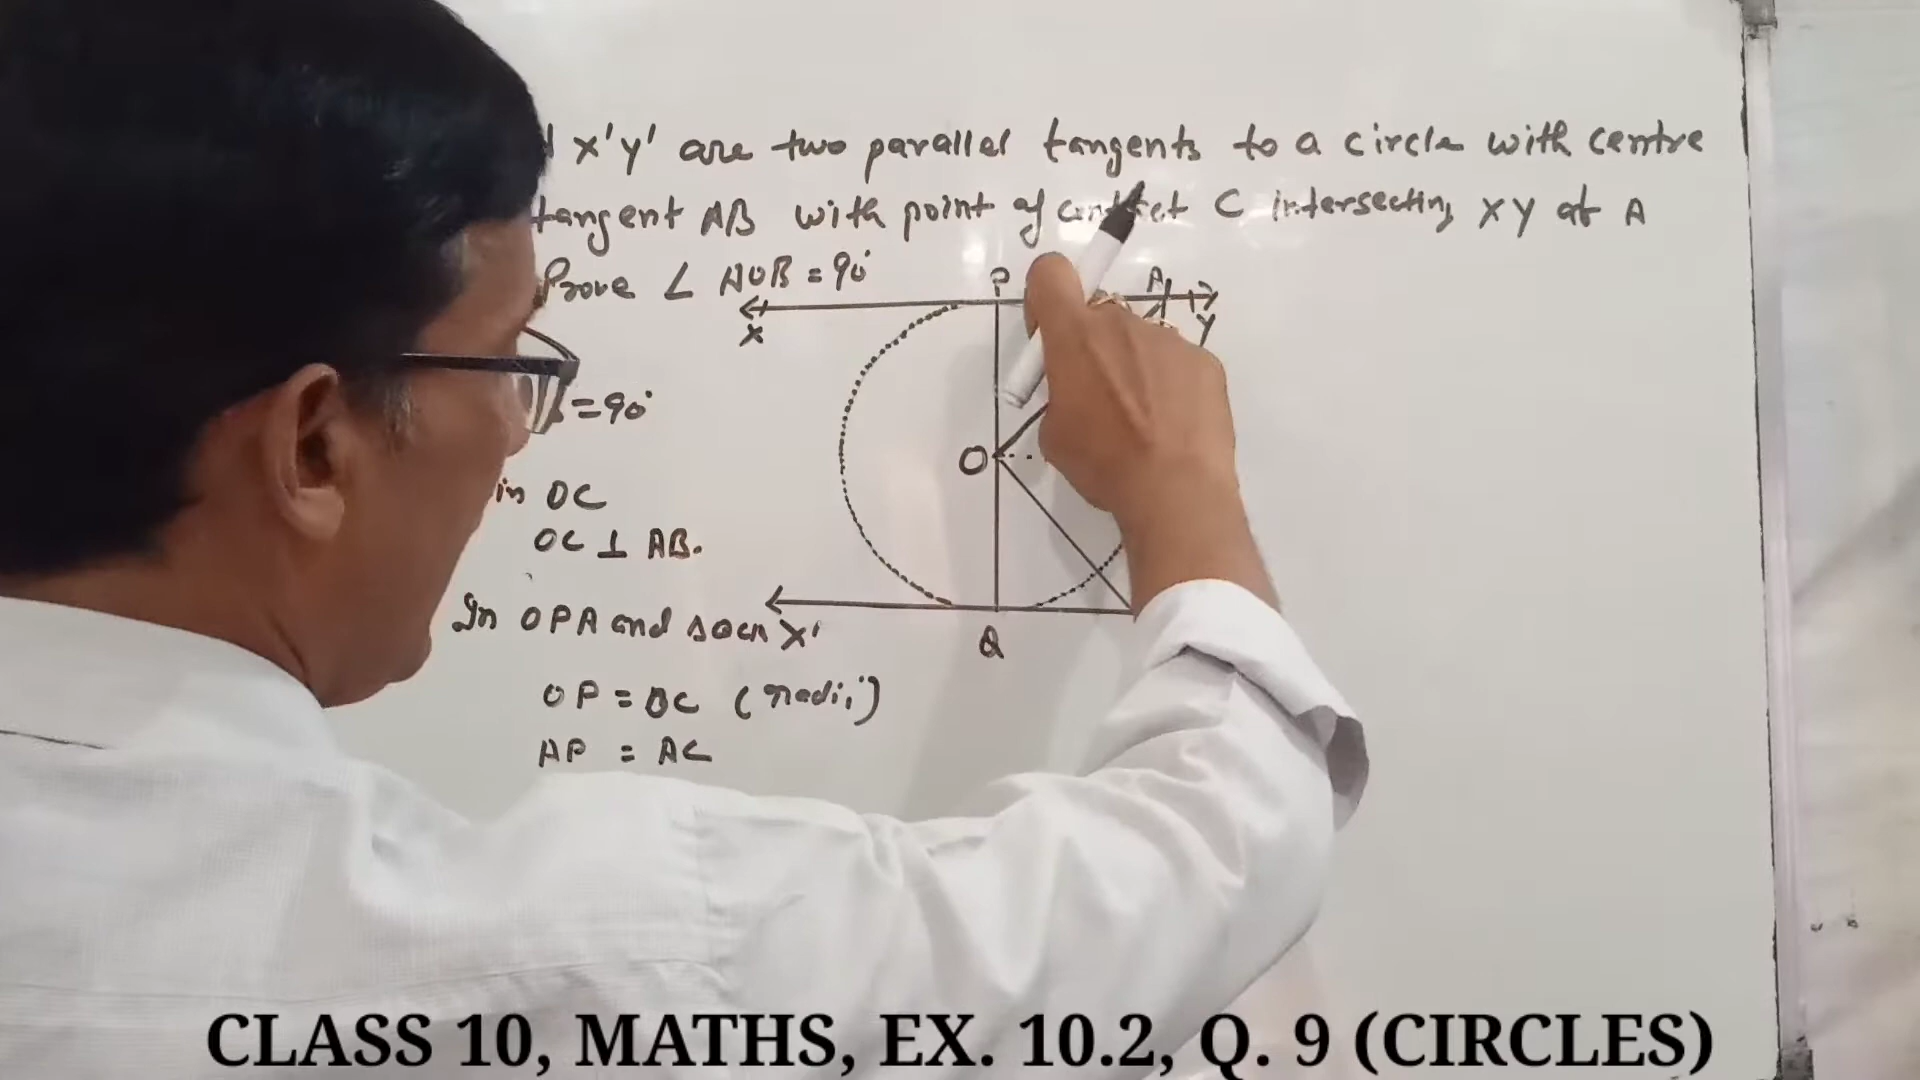 x'y' are two parallel tangents to a circle with centre
tangent AB with point of contact C intersecting XY at A
Prove ∠ AOB = 90°
P
A
X
Y
=90°
O
in OC
OC ⊥ AB.
In OPA and
X'
Q
OP = OC (radii)
AP = AC
CLASS 10, MATHS, EX. 10.2, Q. 9 (CIRCLES)